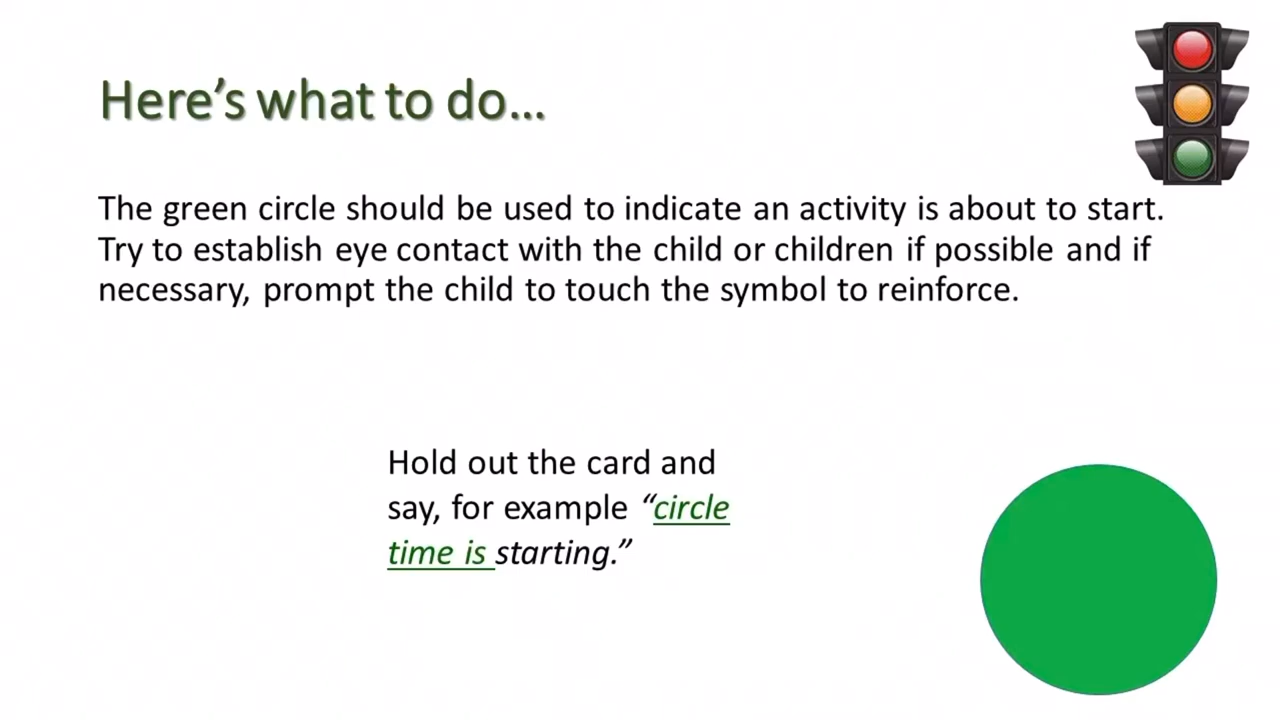 Here’s what to do...
The green circle should be used to indicate an activity is about to start.
Try to establish eye contact with the child or children if possible and if
necessary, prompt the child to touch the symbol to reinforce.
Hold out the card and
say, for example “circle
time is starting.”